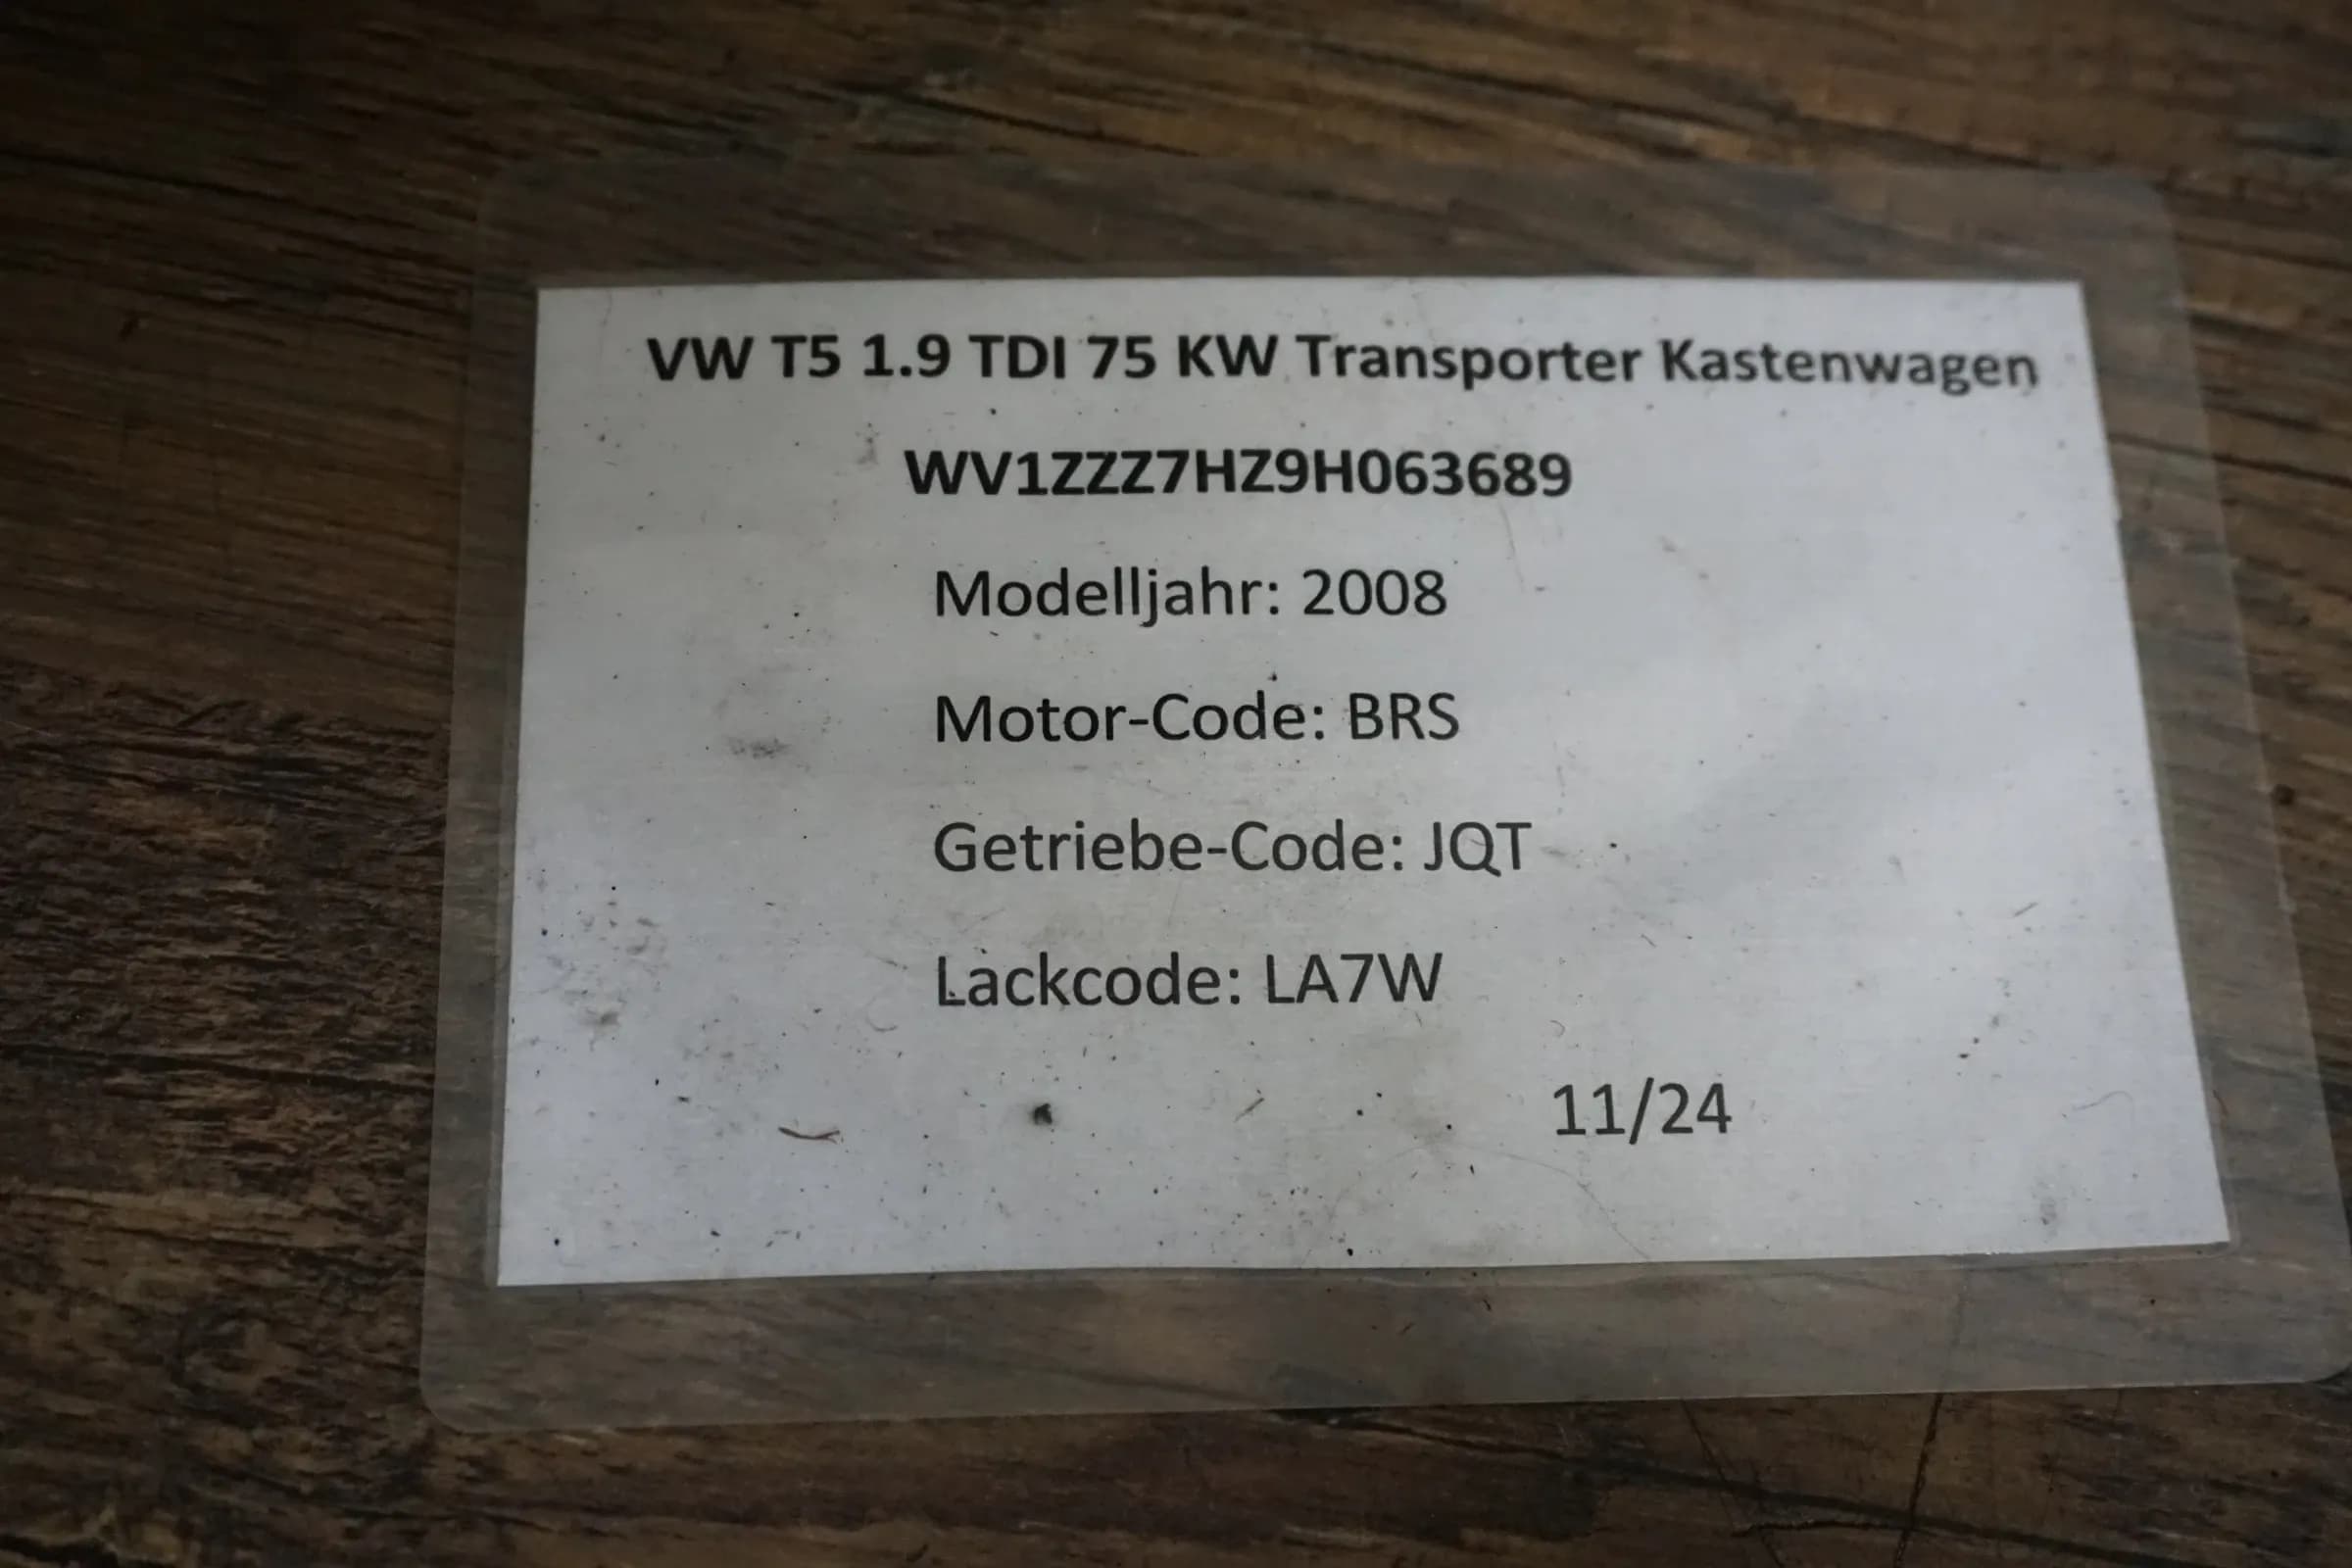 VW T5 1.9 TDI 75 KW Transporter Kastenwagen
WV1ZZZ7HZ9H063689
Modelljahr: 2008
Motor-Code: BRS
Getriebe-Code: JQT
Lackcode: LA7W
11/24